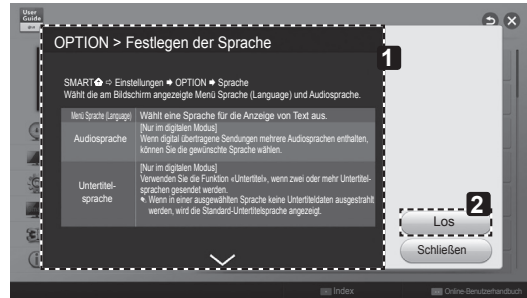 User
Guide
OPTION > Festlegen der Sprache
1
SMART ⇨ Einstellungen ➡ OPTION ➡ Sprache
Wählt die am Bildschirm angezeigte Menü Sprache (Language) und Audiosprache.
Menü Sprache (Language) Wählt eine Sprache für die Anzeige von Text aus.
Audiosprache
[Nur im digitalen Modus]
Wenn digital übertragene Sendungen mehrere Audiosprachen enthalten,
können Sie die gewünschte Sprache wählen.
Untertitel-
sprache
[Nur im digitalen Modus]
Verwenden Sie die Funktion «Untertitel», wenn zwei oder mehr Untertitel-
sprachen gesendet werden.
Wenn in einer ausgewählten Sprache keine Untertiteldaten ausgestrahlt
werden, wird die Standard-Untertitelsprache angezeigt.
2
Los
Schließen
Index
Online-Benutzerhandbuch